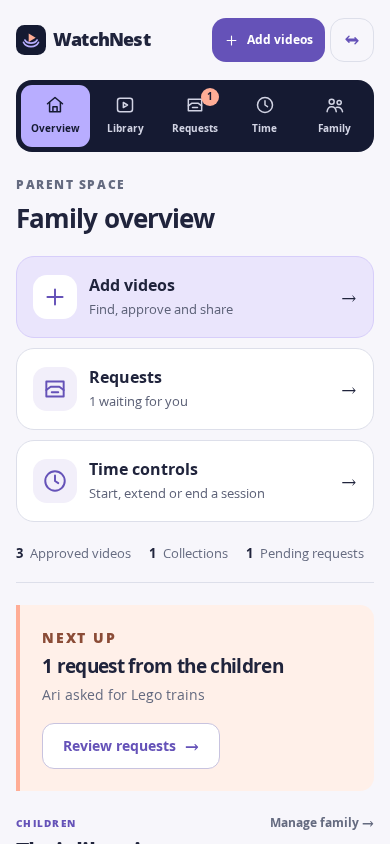 WatchNest
Add videos
1
Overview
Library
Requests
Time
Family
PARENT SPACE
Family overview
Add videos
Find, approve and share
→
Requests
1 waiting for you
→
Time controls
Start, extend or end a session
→
3 Approved videos 1 Collections 1 Pending requests
NEXT UP
1 request from the children
Ari asked for Lego trains
Review requests →
CHILDREN
Manage family →